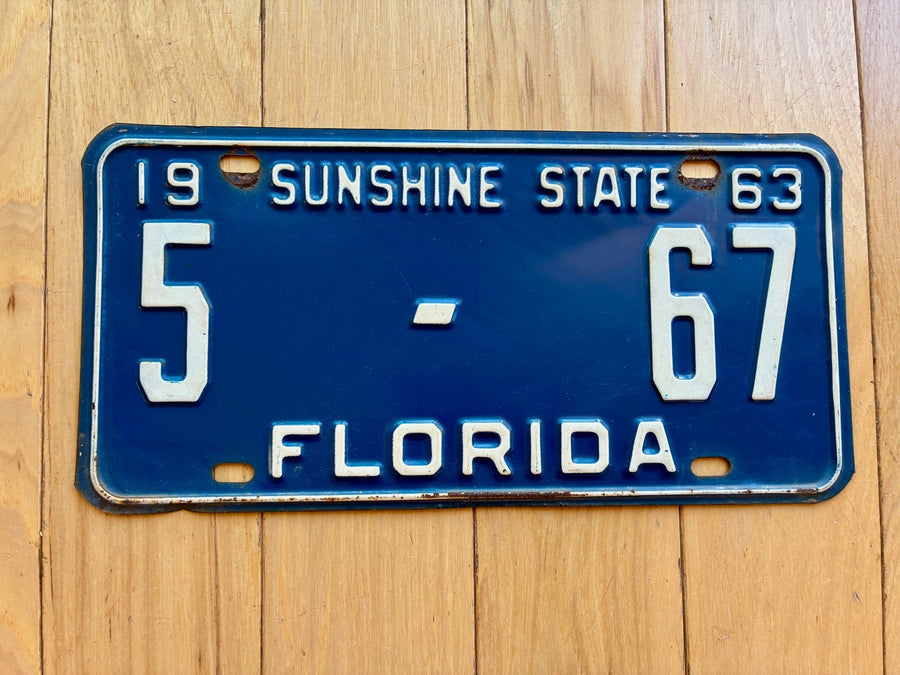 19 SUNSHINE STATE 63
5 - 67
FLORIDA